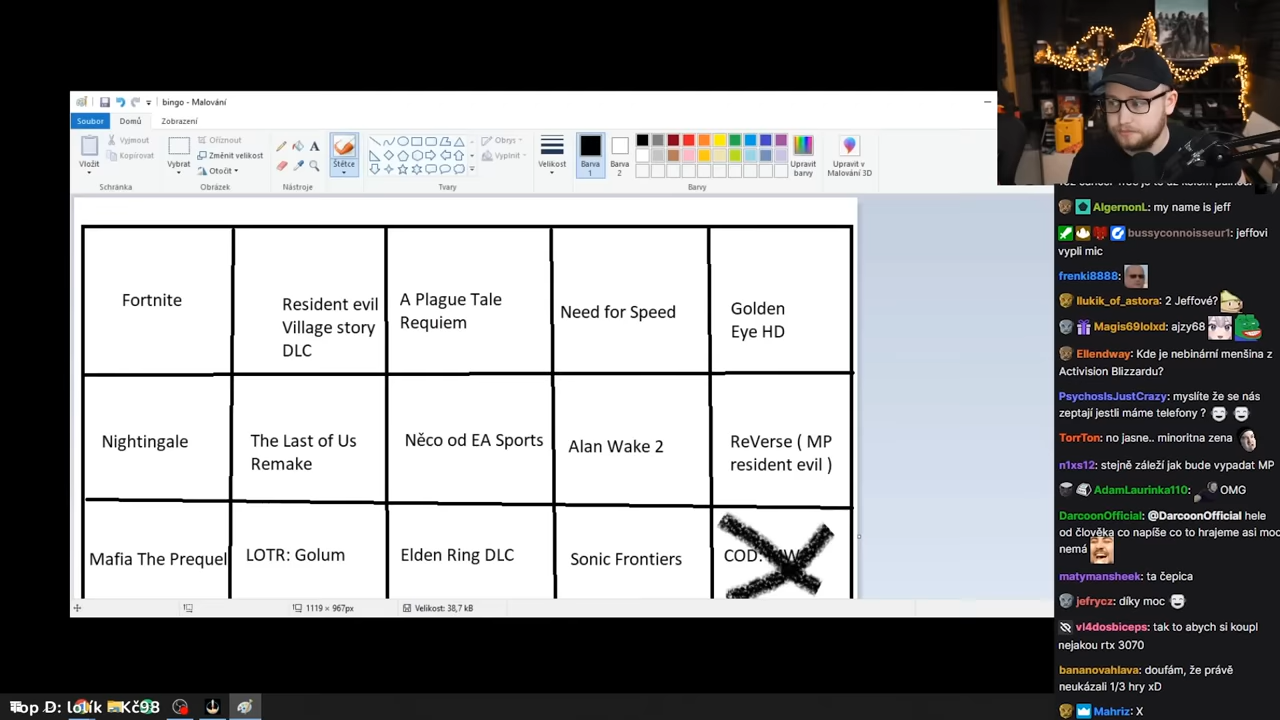 bingo - Malování
Soubor
Domů
Zobrazení
Vložit
Vyjmout
Kopírovat
Schránka
Vybrat
Oříznout
Změnit velikost
Otočit
Obrázek
Nástroje
Štětce
Obrys
Vyplnit
Tvary
Velikost
Barva
1
Barva
2
Upravit
barvy
Barvy
Upravit v
Malování 3D
Fortnite
Resident evil
Village story
DLC
A Plague Tale
Requiem
Need for Speed
Golden
Eye HD
Nightingale
The Last of Us
Remake
Něco od EA Sports
Alan Wake 2
ReVerse ( MP
resident evil )
Mafia The Prequel
LOTR: Golum
Elden Ring DLC
Sonic Frontiers
COD:
1119 × 967px
Velikost: 38,7 kB
Top D: lolík - Kč98
AlgernonL: my name is jeff
bussyconnoisseur1: jeffovi
vypli mic
frenki8888:
Ilukik_of_astora: 2 Jeffové?
Magis69lolxd: ajzy68
Ellendway: Kde je nebinární menšina z
Activision Blizzardu?
PsychosIsJustCrazy: myslíte že se nás
zeptají jestli máme telefony ?
TorrTon: no jasne.. minoritna zena
n1xs12: stejně záleží jak bude vypadat MP
AdamLaurinka110: OMG
DarcoonOfficial: @DarcoonOfficial hele
od člověka co napíše co to hrajeme asi moc
nemá
matymansheek: ta čepica
jefrycz: díky moc
vl4dosbiceps: tak to abych si koupl
nejakou rtx 3070
bananovahlava: doufám, že právě
neukázali 1/3 hry xD
Mahriz: X